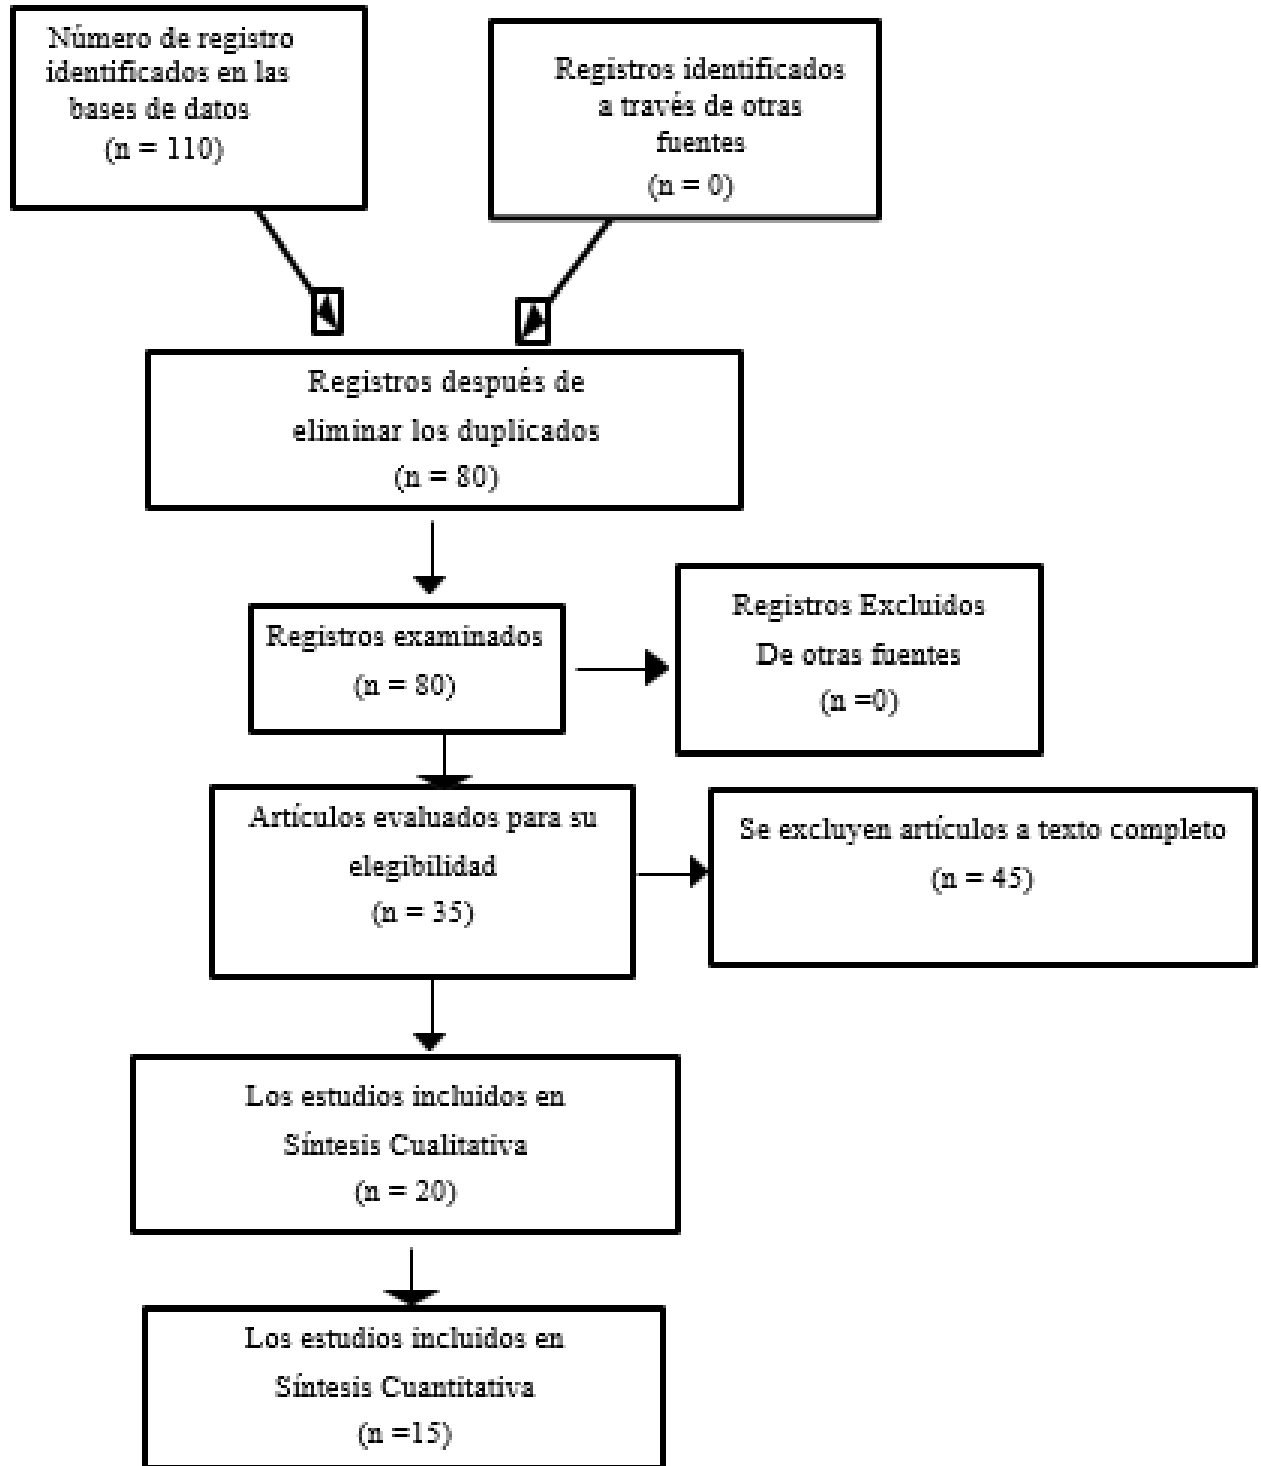 Número de registro
identificados en las
bases de datos
(n = 110)
Registros identificados
a través de otras
fuentes
(n = 0)
Registros después de
eliminar los duplicados
(n = 80)
Registros examinados
(n = 80)
Registros Excluidos
De otras fuentes
(n =0)
Artículos evaluados para su
elegibilidad
(n = 35)
Se excluyen artículos a texto completo
(n = 45)
Los estudios incluidos en
Síntesis Cualitativa
(n = 20)
Los estudios incluidos en
Síntesis Cuantitativa
(n =15)